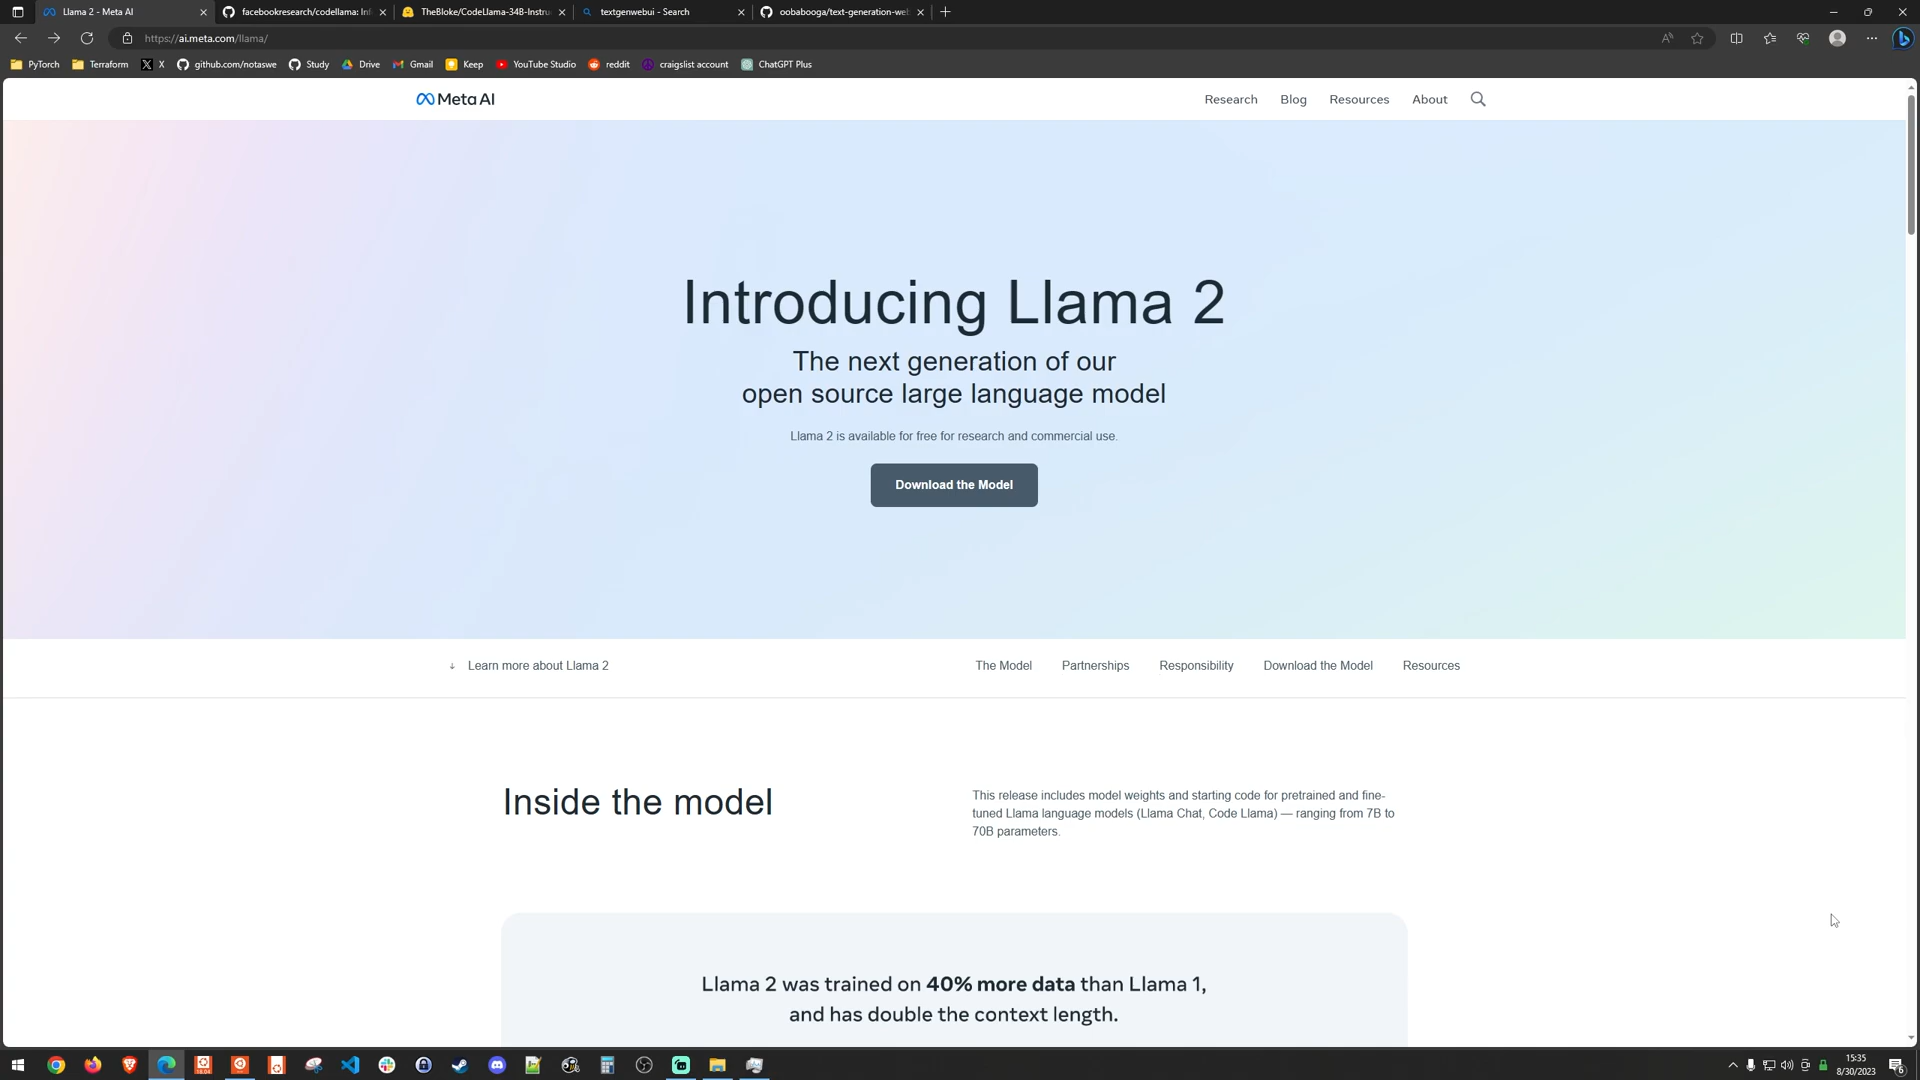 Llama 2 - Meta AI
facebookresearch/codellama: Inf
TheBloke/CodeLlama-34B-Instru
textgenwebui - Search
oobabooga/text-generation-we
https://ai.meta.com/llama/
PyTorch
Terraform
X
github.com/notaswe
Study
Drive
Gmail
Keep
YouTube Studio
reddit
craigslist account
ChatGPT Plus
Meta AI
Research
Blog
Resources
About
Introducing Llama 2
The next generation of our
open source large language model
Llama 2 is available for free for research and commercial use.
Download the Model
↓ Learn more about Llama 2
The Model
Partnerships
Responsibility
Download the Model
Resources
Inside the model
This release includes model weights and starting code for pretrained and fine-
tuned Llama language models (Llama Chat, Code Llama) — ranging from 7B to
70B parameters.
Llama 2 was trained on 40% more data than Llama 1,
and has double the context length.
18.04
15:35
8/30/2023
6